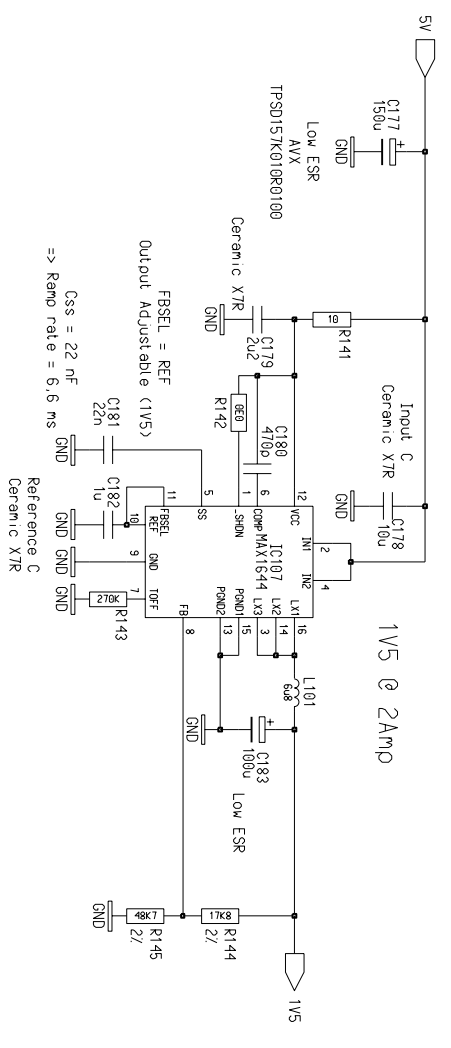 5V
C177
150u
GND
Low ESR
AVX
TPSD157K010R0100
10
R141
Ceramic X7R
C179
2u2
GND
Input C
Ceramic X7R
C178
10u
GND
1V5 @ 2Amp
FBSEL = REF
Output Adjustable (1V5)
Css = 22 nF
=> Ramp rate = 6,6 ms
0E0
R142
C180
470p
C181
22n
GND
C182
1u
GND
Reference C
Ceramic X7R
GND
270K
R143
GND
12
VCC
6
COMP
1
_SHDN
5
SS
11
FBSEL
10
REF
9
GND
7
TOFF
IC107
MAX1644
IN1
2
IN2
4
LX1
16
LX2
14
LX3
3
PGND1
15
PGND2
13
FB
8
L101
6u8
C183
100u
GND
Low ESR
17K8
R144
2%
48K7
R145
2%
GND
1V5